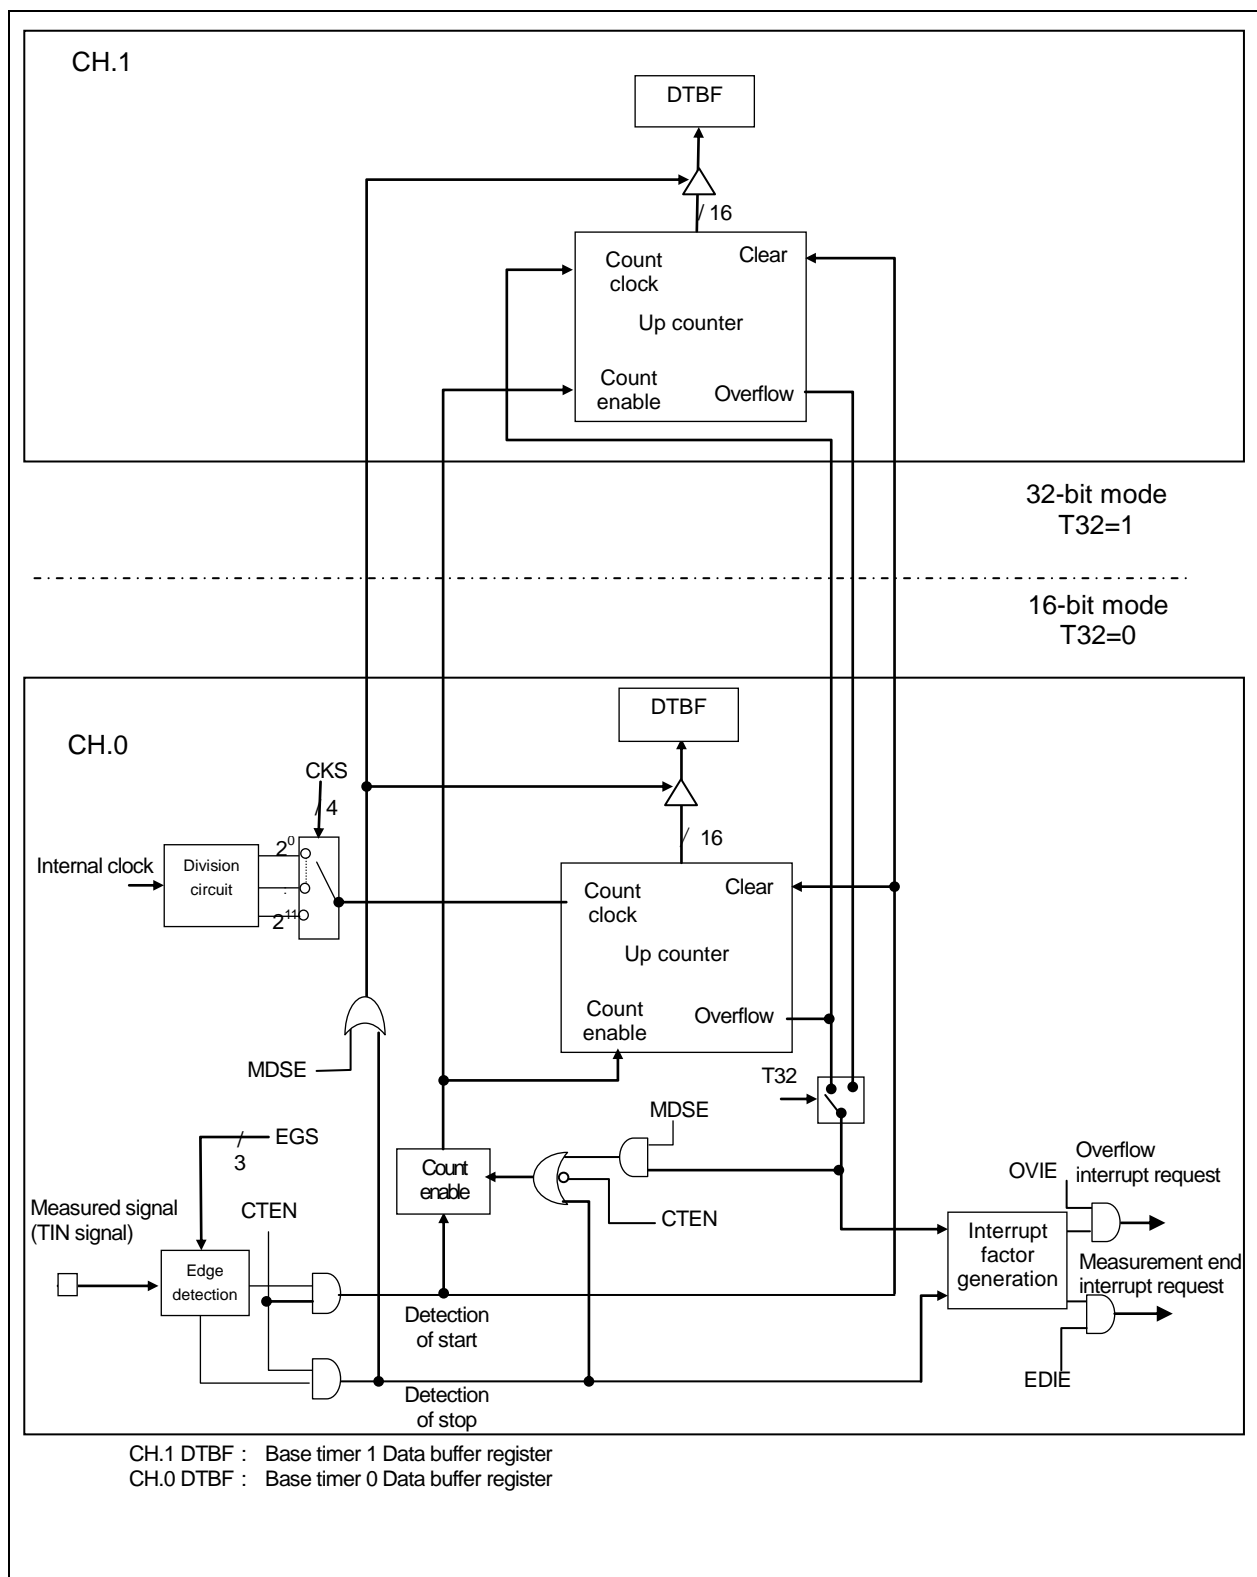 CH.1
DTBF
16
Count
clock
Clear
Up counter
Count
enable
Overflow
32-bit mode
T32=1
16-bit mode
T32=0
CH.0
DTBF
CKS
4
16
Internal clock
Division
circuit
2⁰
2¹¹
Count
clock
Clear
Up counter
Count
enable
Overflow
MDSE
T32
MDSE
EGS
3
Count
enable
CTEN
OVIE
Overflow
interrupt request
Measured signal
(TIN signal)
CTEN
Edge
detection
Interrupt
factor
generation
Measurement end
interrupt request
Detection
of start
EDIE
Detection
of stop
CH.1 DTBF : Base timer 1 Data buffer register
CH.0 DTBF : Base timer 0 Data buffer register